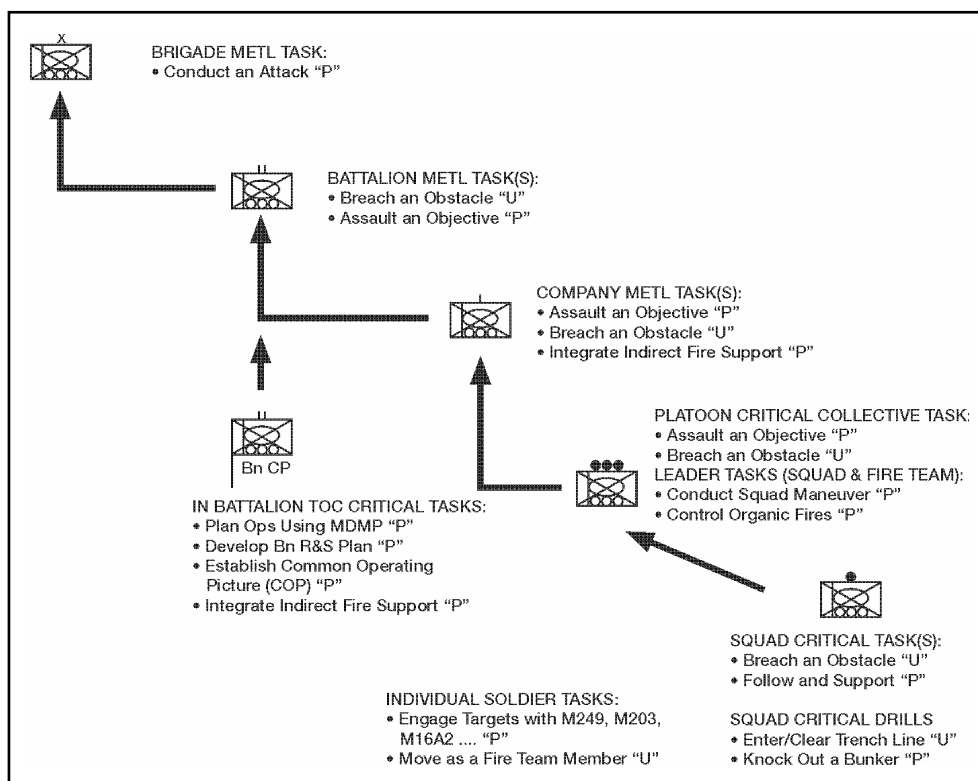 X
BRIGADE METL TASK:
• Conduct an Attack “P”
BATTALION METL TASK(S):
• Breach an Obstacle “U”
• Assault an Objective “P”
COMPANY METL TASK(S):
• Assault an Objective “P”
• Breach an Obstacle “U”
• Integrate Indirect Fire Support “P”
Bn CP
IN BATTALION TOC CRITICAL TASKS:
• Plan Ops Using MDMP “P”
• Develop Bn R&S Plan “P”
• Establish Common Operating
Picture (COP) “P”
• Integrate Indirect Fire Support “P”
PLATOON CRITICAL COLLECTIVE TASK:
• Assault an Objective “P”
• Breach an Obstacle “U”
LEADER TASKS (SQUAD & FIRE TEAM):
• Conduct Squad Maneuver “P”
• Control Organic Fires “P”
SQUAD CRITICAL TASK(S):
• Breach an Obstacle “U”
• Follow and Support “P”
INDIVIDUAL SOLDIER TASKS:
• Engage Targets with M249, M203,
M16A2 .... “P”
• Move as a Fire Team Member “U”
SQUAD CRITICAL DRILLS
• Enter/Clear Trench Line “U”
• Knock Out a Bunker “P”